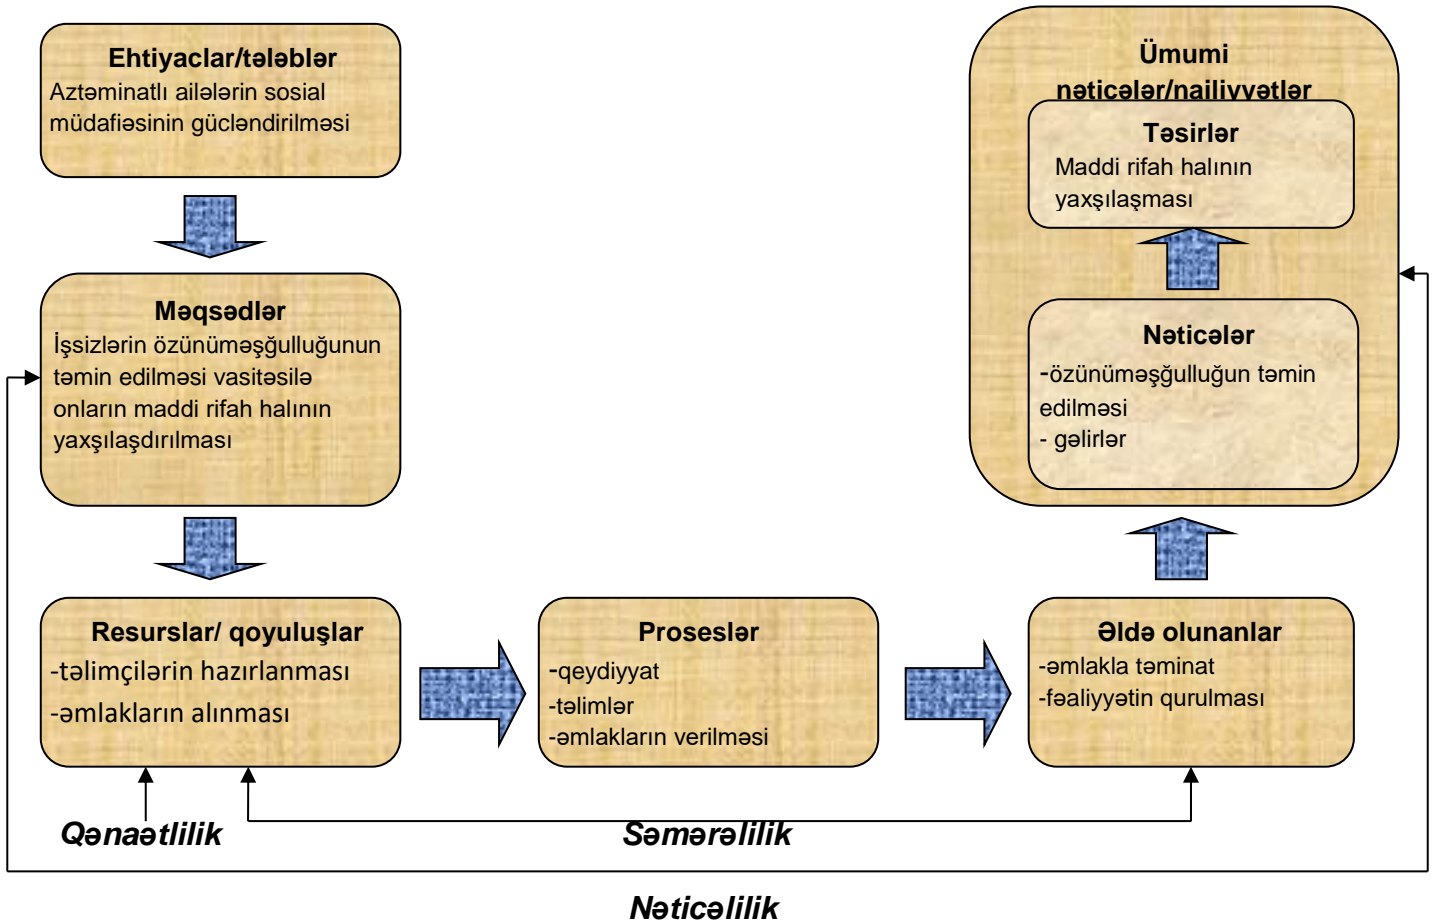 Ehtiyaclar/tələblər
Aztəminatlı ailələrin sosial
müdafiəsinin gücləndirilməsi
Məqsədlər
İşsizlərin özünüməşğulluğunun
təmin edilməsi vasitəsilə
onların maddi rifah halının
yaxşılaşdırılması
Resurslar/ qoyuluşlar
-təlimçilərin hazırlanması
-əmlakların alınması
Proseslər
-qeydiyyat
-təlimlər
-əmlakların verilməsi
Əldə olunanlar
-əmlakla təminat
-fəaliyyətin qurulması
Ümumi
nəticələr/nailiyyətlər
Təsirlər
Maddi rifah halının
yaxşılaşması
Nəticələr
-özünüməşğulluğun təmin
edilməsi
- gəlirlər
Qənaətlilik
Səmərəlilik
Nəticəlilik